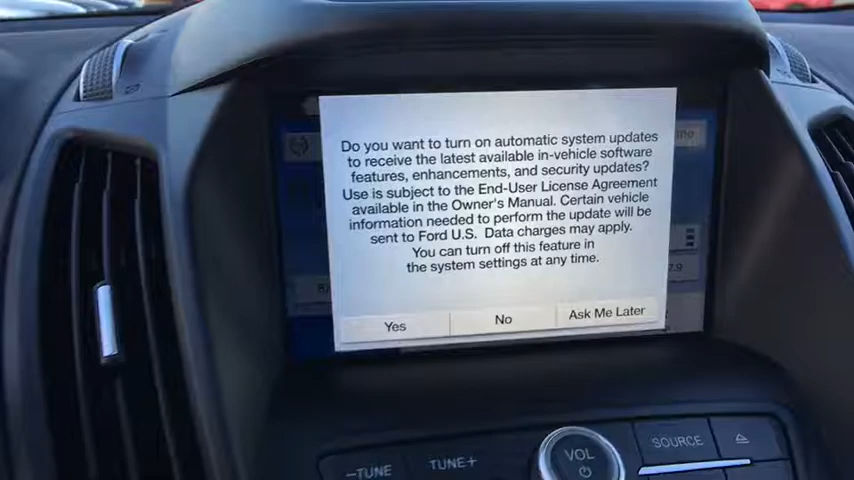 Do you want to turn on automatic system updates
to receive the latest available in-vehicle software
features, enhancements, and security updates?
Use is subject to the End-User License Agreement
available in the Owner's Manual. Certain vehicle
information needed to perform the update will be
sent to Ford U.S. Data charges may apply.
You can turn off this feature in
the system settings at any time.
Yes
No
Ask Me Later
7.9
−TUNE
TUNE+
VOL
SOURCE